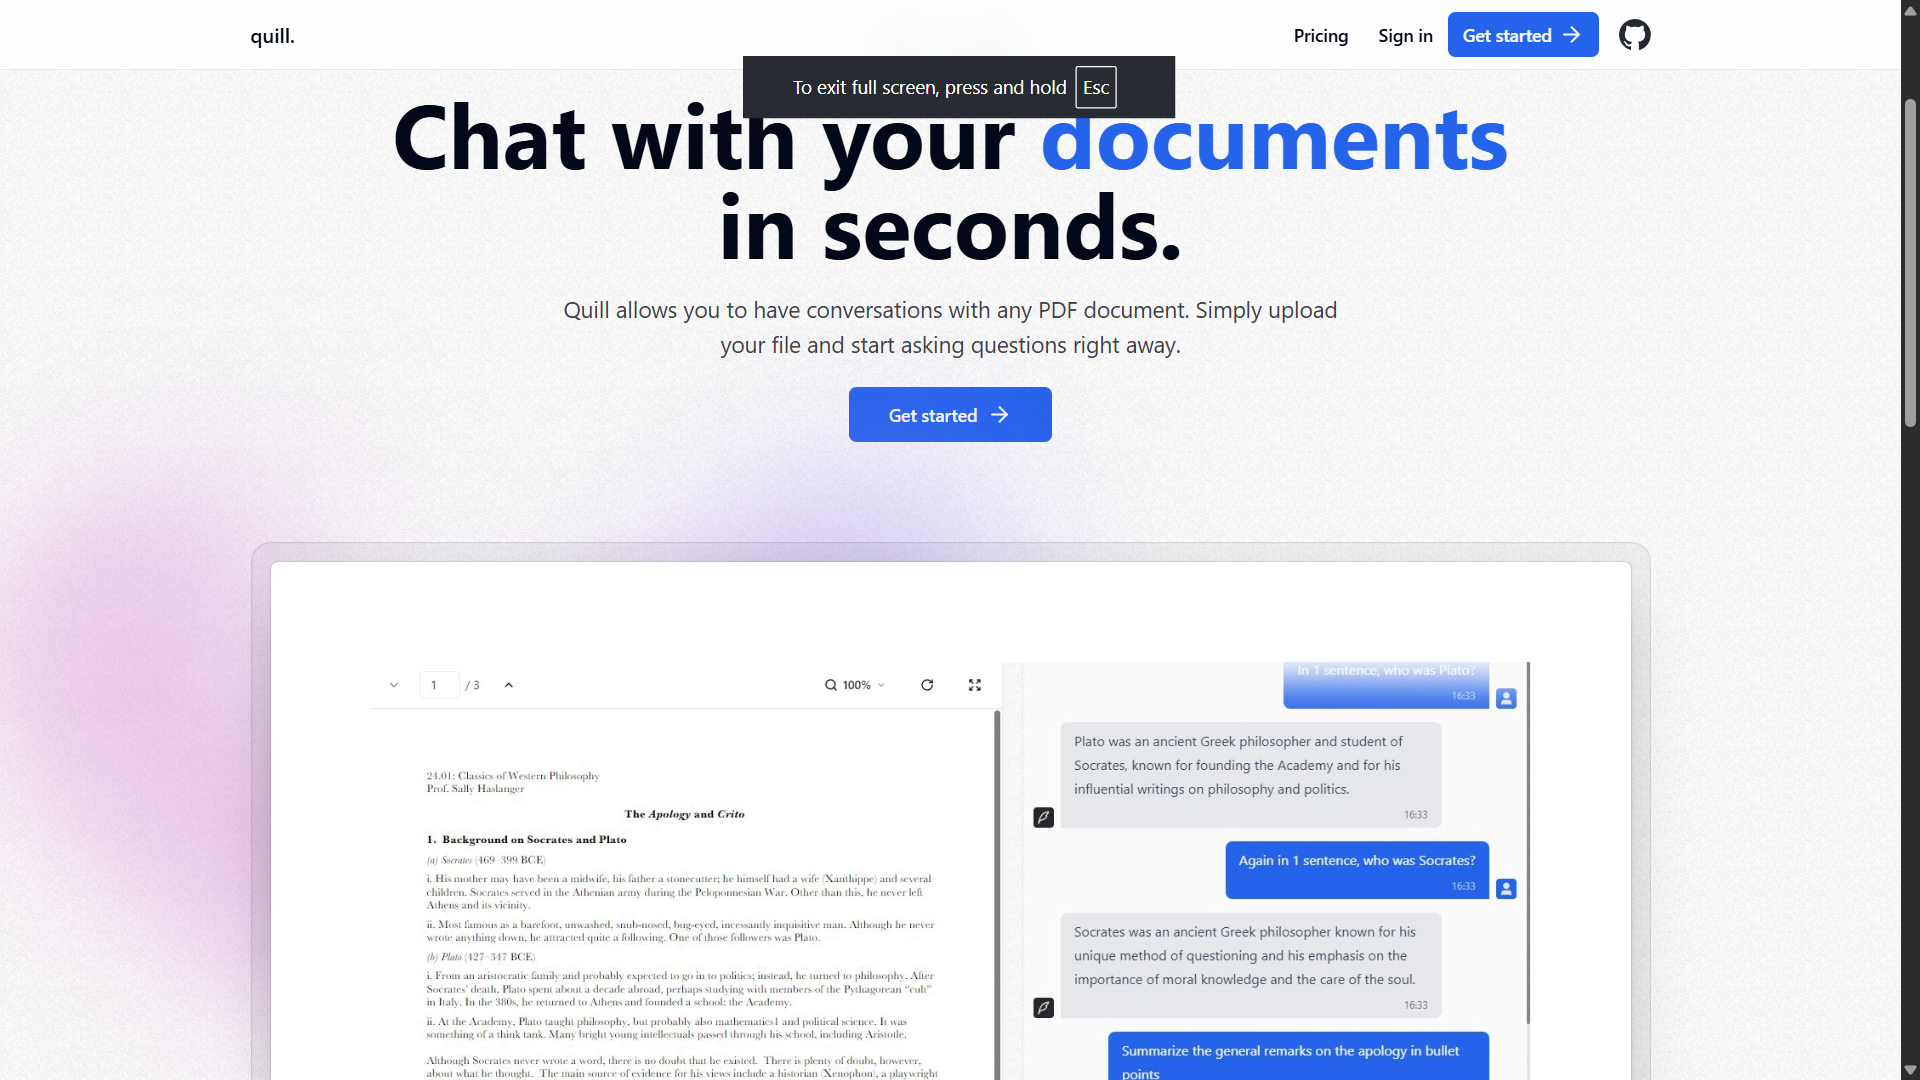 quill.
Pricing
Sign in
Get started
To exit full screen, press and hold Esc
Chat with your documents
in seconds.
Quill allows you to have conversations with any PDF document. Simply upload
your file and start asking questions right away.
Get started
1 / 3
100%
24.01: Classics of Western Philosophy
Prof. Sally Haslanger
The Apology and Crito
1. Background on Socrates and Plato
(a) Socrates (469–399 BCE)
i. His mother may have been a midwife, his father a stonecutter; he himself had a wife (Xanthippe) and several
children. Socrates served in the Athenian army during the Peloponnesian War. Other than this, he never left
Athens and its vicinity.
ii. Most famous as a barefoot, unwashed, snub-nosed, bug-eyed, incessantly inquisitive man. Although he never
wrote anything down, he attracted quite a following. One of those followers was Plato.
(b) Plato (427–347 BCE)
i. From an aristocratic family and probably expected to go in to politics; instead, he turned to philosophy. After
Socrates' death, Plato spent about a decade abroad, perhaps studying with members of the Pythagorean “cult”
in Italy. In the 380s, he returned to Athens and founded a school: the Academy.
ii. At the Academy, Plato taught philosophy, but probably also mathematics1 and political science. It was
something of a think tank. Many bright young intellectuals passed through his school, including Aristotle.
Although Socrates never wrote a word, there is no doubt that he existed. There is plenty of doubt, however,
about what he thought. The main source of evidence for his views include a historian (Xenophon), a playwright
In 1 sentence, who was Plato?
16:33
Plato was an ancient Greek philosopher and student of
Socrates, known for founding the Academy and for his
influential writings on philosophy and politics.
16:33
Again in 1 sentence, who was Socrates?
16:33
Socrates was an ancient Greek philosopher known for his
unique method of questioning and his emphasis on the
importance of moral knowledge and the care of the soul.
16:33
Summarize the general remarks on the apology in bullet
points